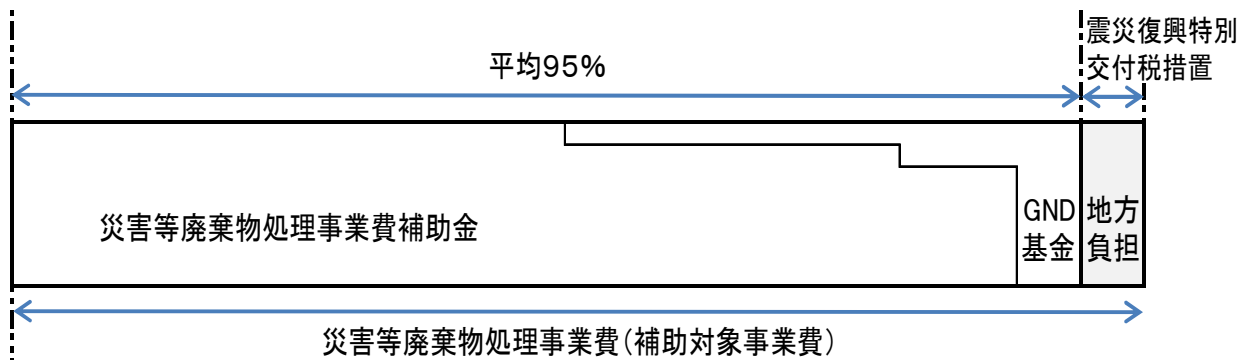 平均95%
震災復興特別
交付税措置
災害等廃棄物処理事業費補助金
GND
基金
地方
負担
災害等廃棄物処理事業費(補助対象事業費)